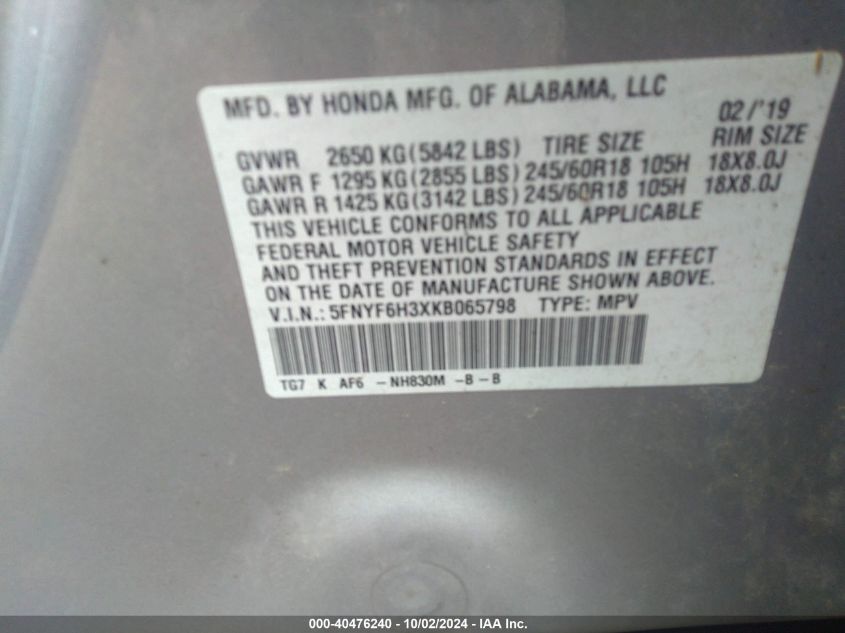 MFD. BY HONDA MFG. OF ALABAMA, LLC 02/'19
GVWR 2650 KG(5842 LBS) TIRE SIZE RIM SIZE
GAWR F 1295 KG(2855 LBS) 245/60R18 105H 18X8.0J
GAWR R 1425 KG(3142 LBS) 245/60R18 105H 18X8.0J
THIS VEHICLE CONFORMS TO ALL APPLICABLE
FEDERAL MOTOR VEHICLE SAFETY
AND THEFT PREVENTION STANDARDS IN EFFECT
ON THE DATE OF MANUFACTURE SHOWN ABOVE.
V.I.N.: 5FNYF6H3XKB065798 TYPE: MPV
TG7 K AF6 -NH830M -B-B
000-40476240 - 10/02/2024 - IAA Inc.